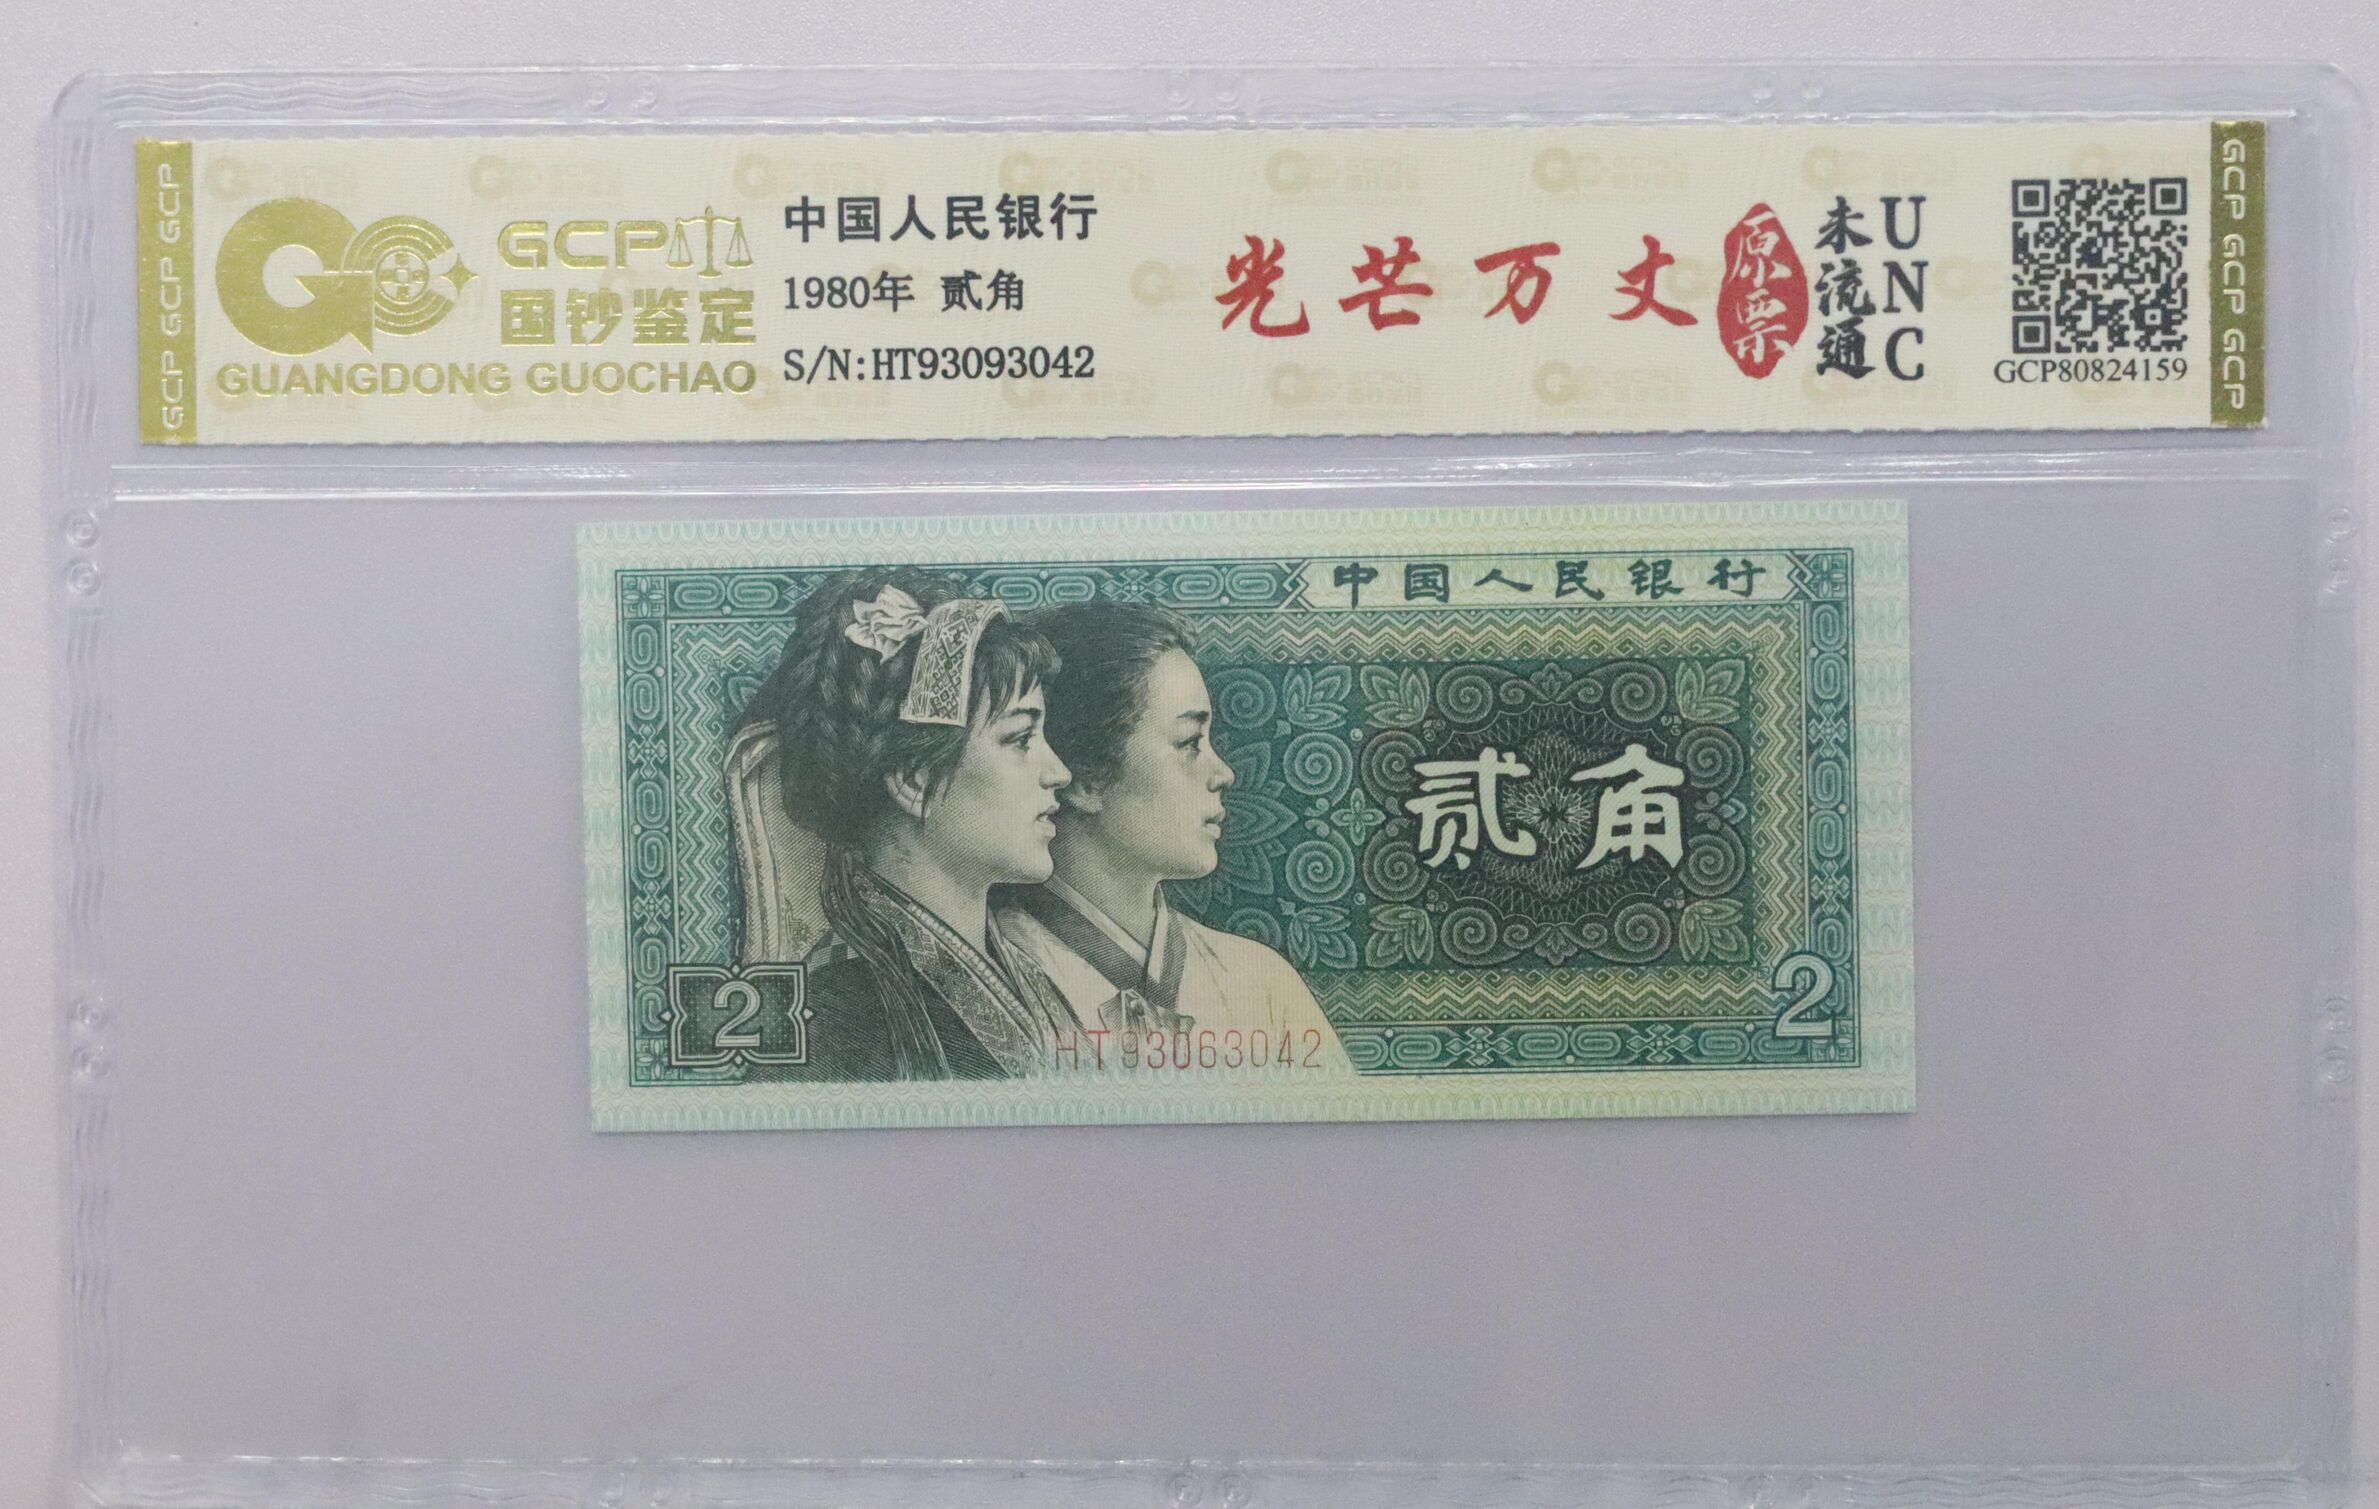 GCP GCP GCP
GCP
国钞鉴定
GUANGDONG GUOCHAO
中国人民银行
1980年 贰角
S/N:HT93093042
光芒万丈
原票
未流通
UNC
GCP80824159
GCP GCP GCP
中国人民银行
贰角
2
2
HT93063042